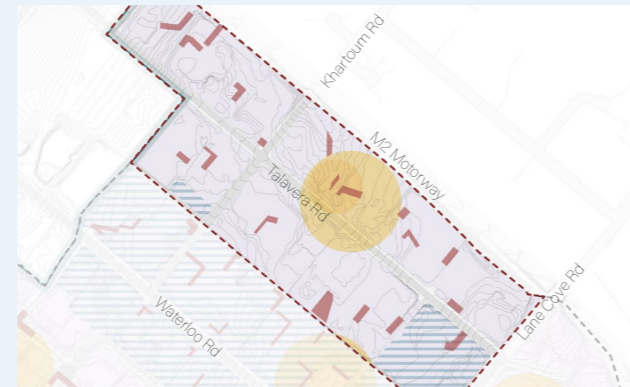 Khartoum Rd
M2 Motorway
Talavera Rd
Lane Cove Rd
Waterloo Rd